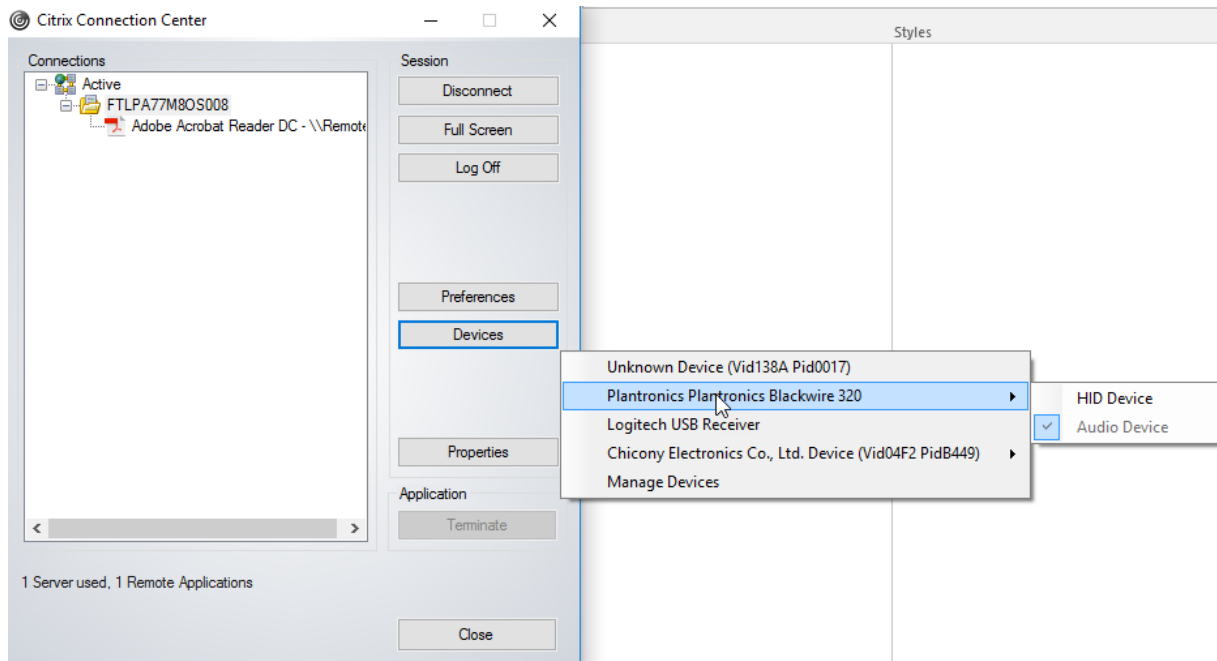 Citrix Connection Center
Styles
Connections
Active
FTLPA77M8OS008
Adobe Acrobat Reader DC - \\Remote
Session
Disconnect
Full Screen
Log Off
Preferences
Devices
Properties
Application
Terminate
Unknown Device (Vid138A Pid0017)
Plantronics Plantronics Blackwire 320
Logitech USB Receiver
Chicony Electronics Co., Ltd. Device (Vid04F2 PidB449)
Manage Devices
HID Device
Audio Device
1 Server used, 1 Remote Applications
Close